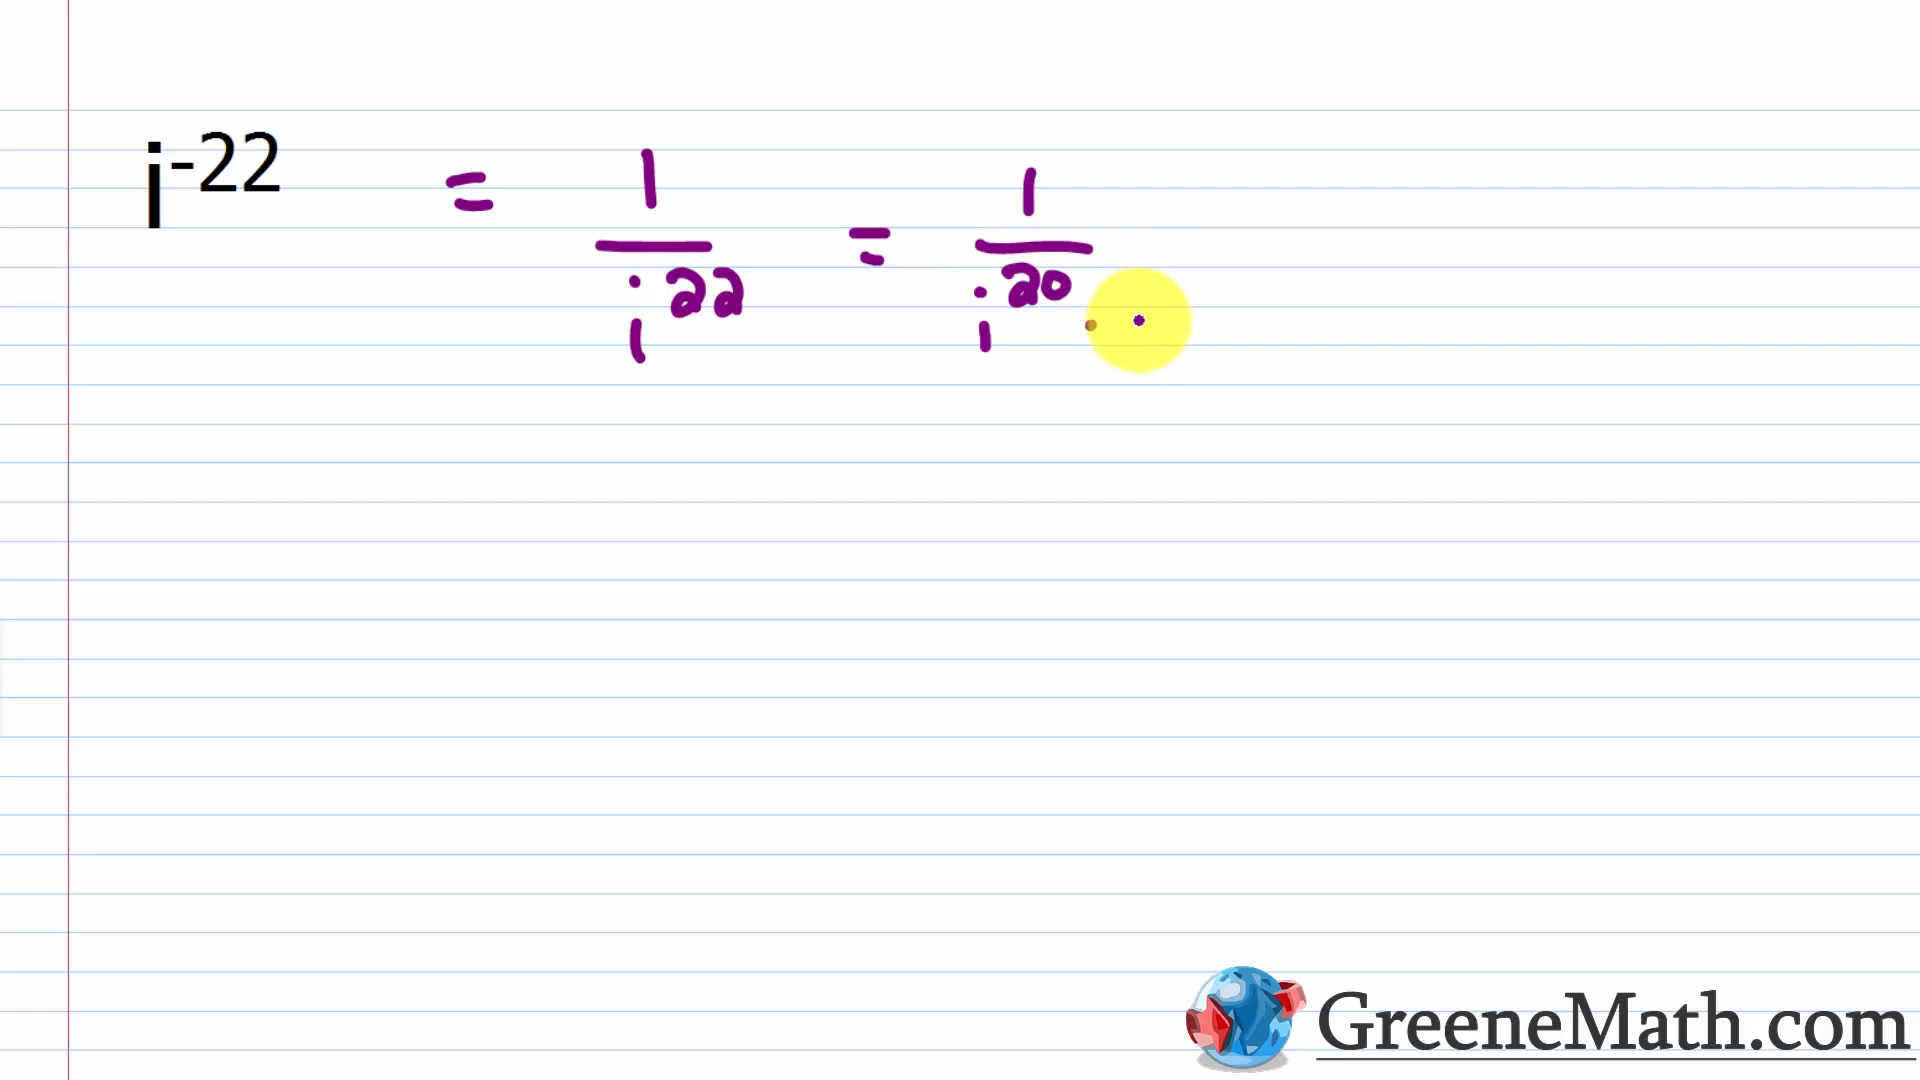 i^-22 = 1/i^22 = 1/i^20 ·
GreeneMath.com